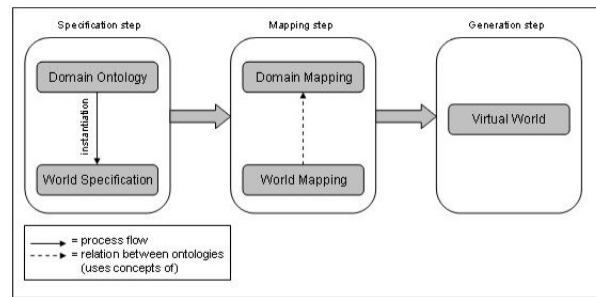 Specification step
Mapping step
Generation step
Domain Ontology
instantiation
World Specification
Domain Mapping
World Mapping
Virtual World
= process flow
= relation between ontologies
(uses concepts of)